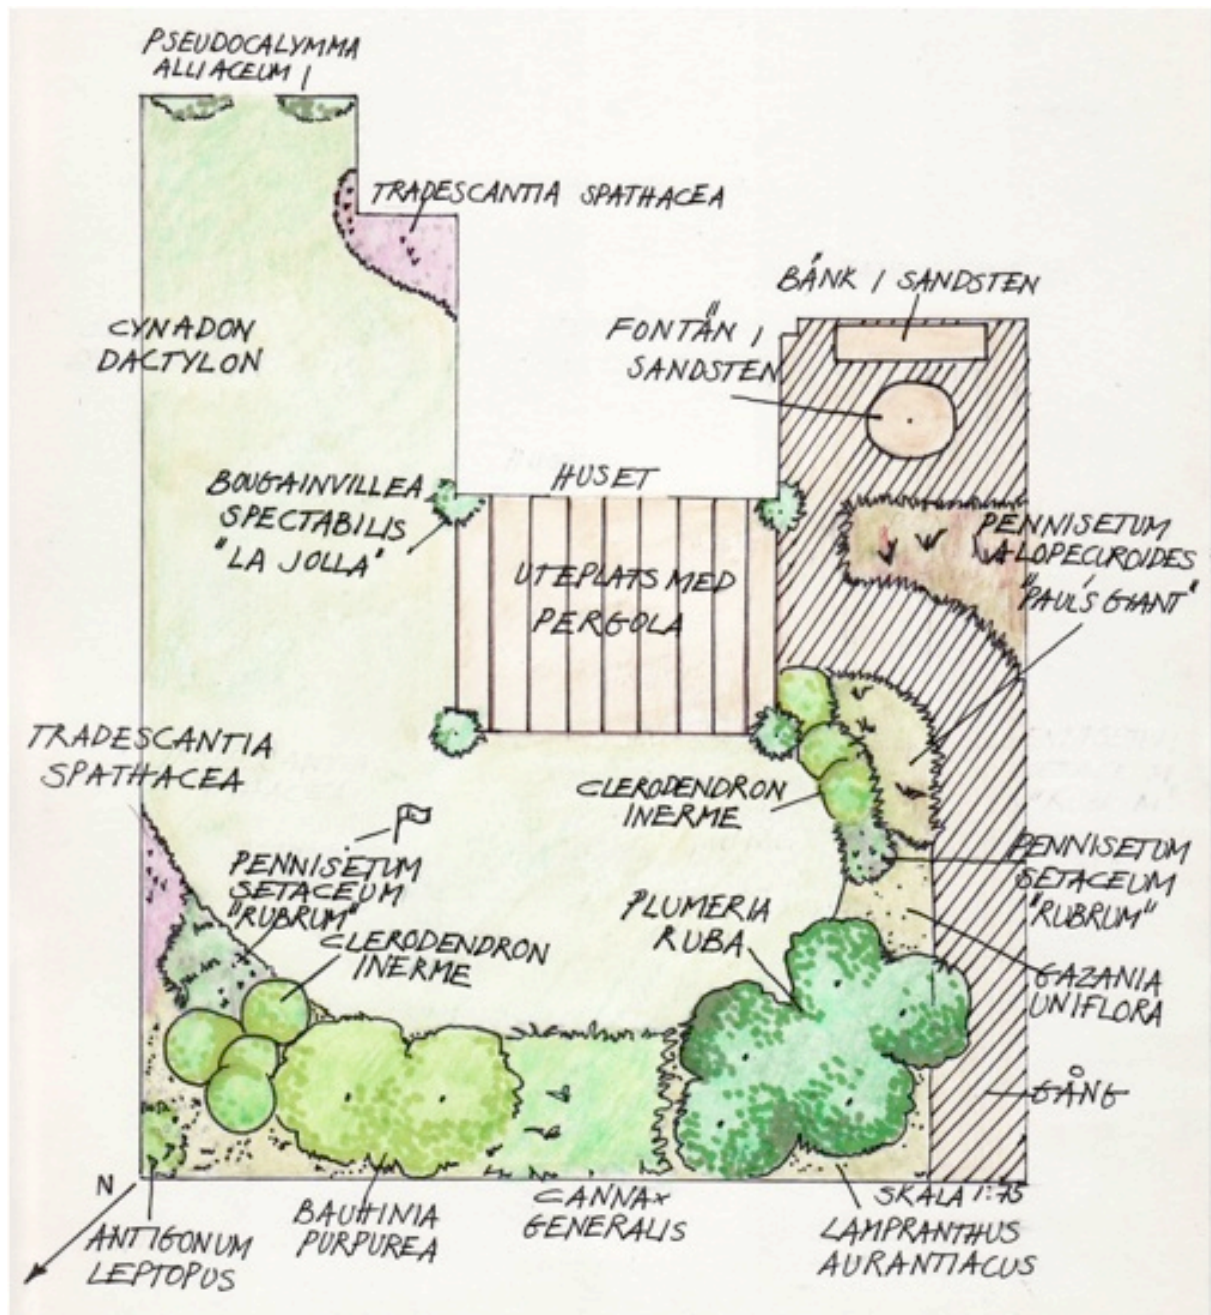 PSEUDOCALYMMA
ALLIACEUM
TRADESCANTIA SPATHACEA
BÄNK I SANDSTEN
CYNADON
DACTYLON
FONTÄN I
SANDSTEN
BOUGAINVILLEA
SPECTABILIS
"LA JOLLA"
HUSET
UTEPLATS MED
PERGOLA
PENNISETUM
ALOPECUROIDES
"PAUL'S GIANT"
TRADESCANTIA
SPATHACEA
CLERODENDRON
INERME
PENNISETUM
SETACEUM
"RUBRUM"
PENNISETUM
SETACEUM
"RUBRUM"
CLERODENDRON
INERME
PLUMERIA
RUBA
GAZANIA
UNIFLORA
GÅNG
N
ANTIGONUM
LEPTOPUS
BAUHINIA
PURPUREA
CANNA×
GENERALIS
SKALA 1:75
LAMPRANTHUS
AURANTIACUS